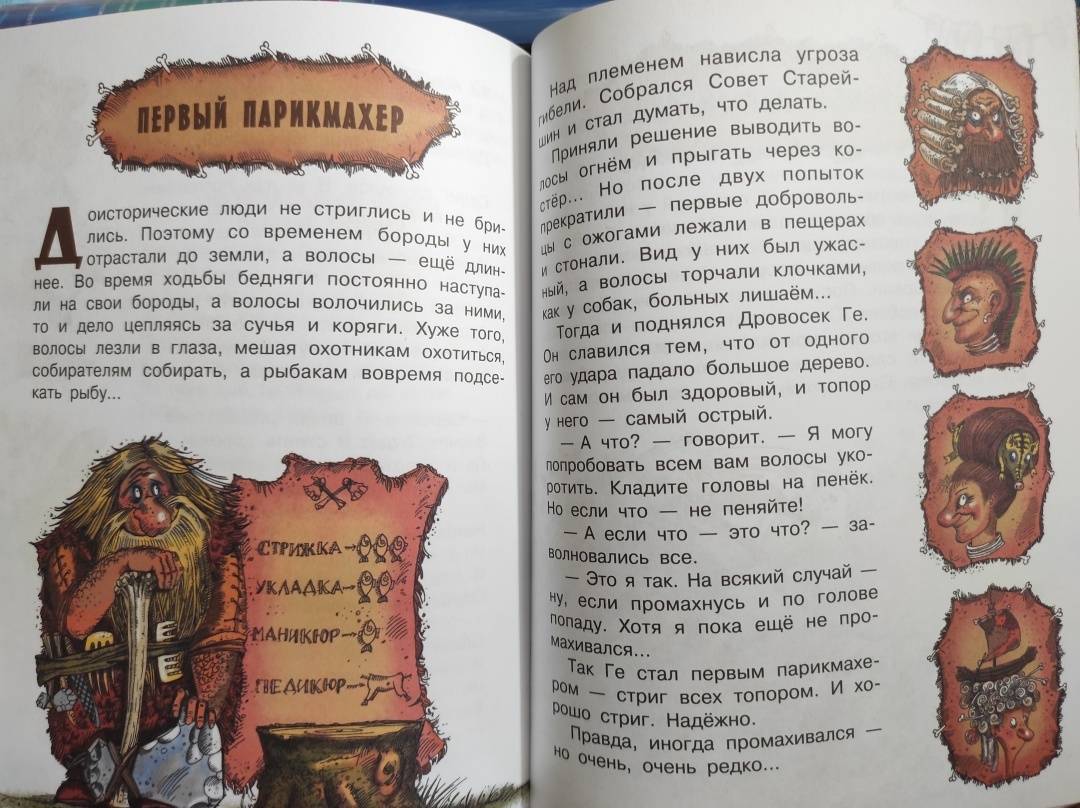 ПЕРВЫЙ ПАРИКМАХЕР
Доисторические люди не стриглись и не бри-
лись. Поэтому со временем бороды у них
отрастали до земли, а волосы — ещё длин-
нее. Во время ходьбы бедняги постоянно наступа-
ли на свои бороды, а волосы волочились за ними,
то и дело цепляясь за сучья и коряги. Хуже того,
волосы лезли в глаза, мешая охотникам охотиться,
собирателям собирать, а рыбакам вовремя подсе-
кать рыбу...
СТРИЖКА
УКЛАДКА
МАНИКЮР
ПЕДИКЮР
Над племенем нависла угроза
гибели. Собрался Совет Старей-
шин и стал думать, что делать.
Приняли решение выводить во-
лосы огнём и прыгать через ко-
стёр... Но после двух попыток
прекратили — первые доброволь-
цы с ожогами лежали в пещерах
и стонали. Вид у них был ужас-
ный, а волосы торчали клочками,
как у собак, больных лишаём...
Тогда и поднялся Дровосек Ге.
Он славился тем, что от одного
его удара падало большое дерево.
И сам он был здоровый, и топор
у него — самый острый.
— А что? — говорит. — Я могу
попробовать всем вам волосы уко-
ротить. Кладите головы на пенёк.
Но если что — не пеняйте!
— А если что — это что? — за-
волновались все.
— Это я так. На всякий случай —
ну, если промахнусь и по голове
попаду. Хотя я пока ещё не про-
махивался...
Так Ге стал первым парикмахе-
ром — стриг всех топором. И хо-
рошо стриг. Надёжно.
Правда, иногда промахивался —
но очень, очень редко...